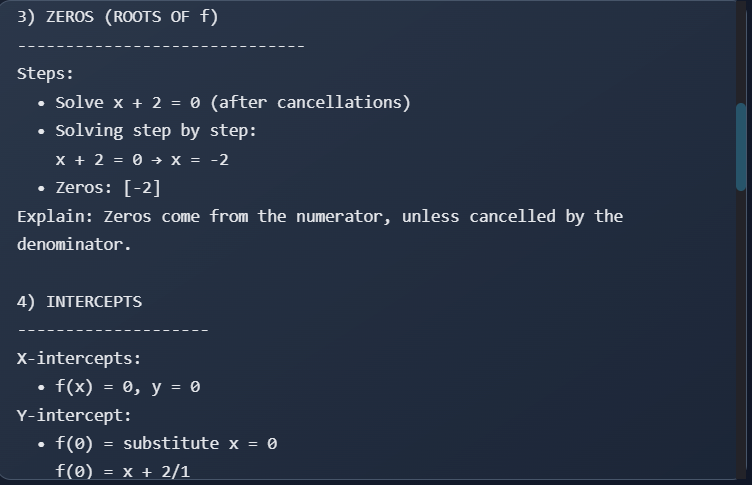 3) ZEROS (ROOTS OF f)
------------------------------
Steps:
• Solve x + 2 = 0 (after cancellations)
• Solving step by step:
x + 2 = 0 → x = -2
• Zeros: [-2]
Explain: Zeros come from the numerator, unless cancelled by the
denominator.
4) INTERCEPTS
--------------------
X-intercepts:
• f(x) = 0, y = 0
Y-intercept:
• f(0) = substitute x = 0
f(0) = x + 2/1